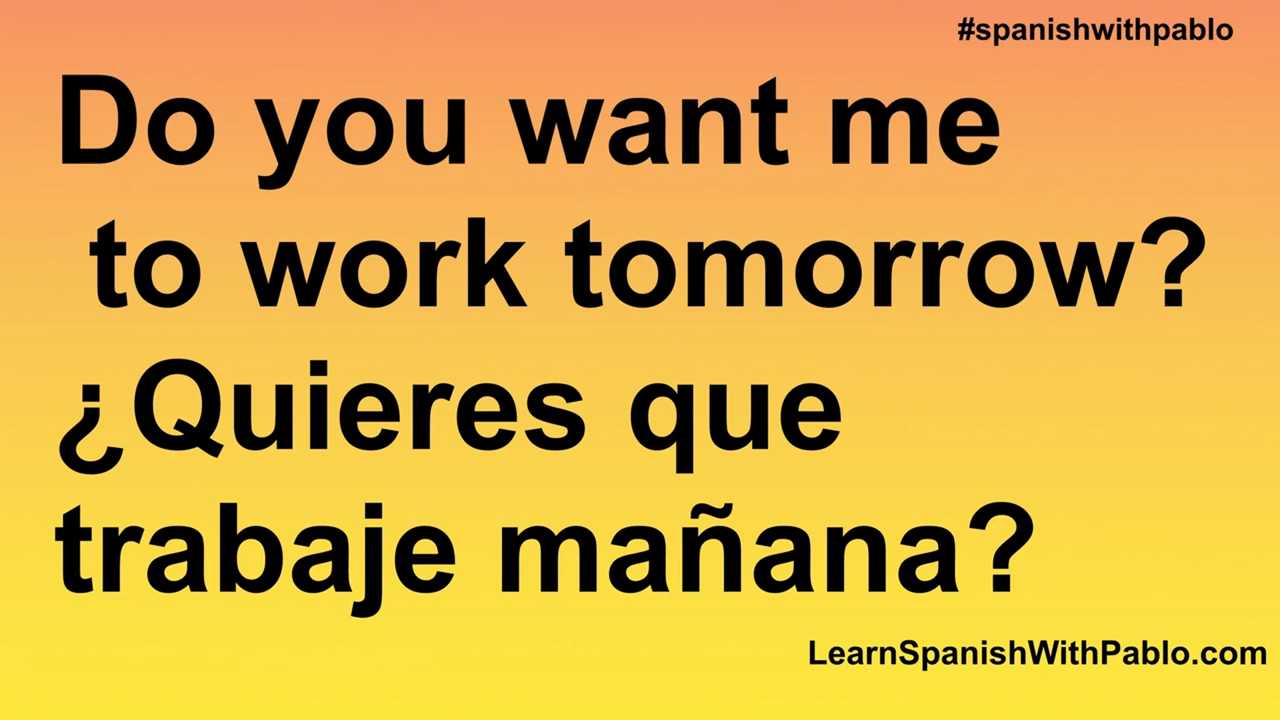 #spanishwithpablo
Do you want me
to work tomorrow?
¿Quieres que
trabaje mañana?
LearnSpanishWithPablo.com